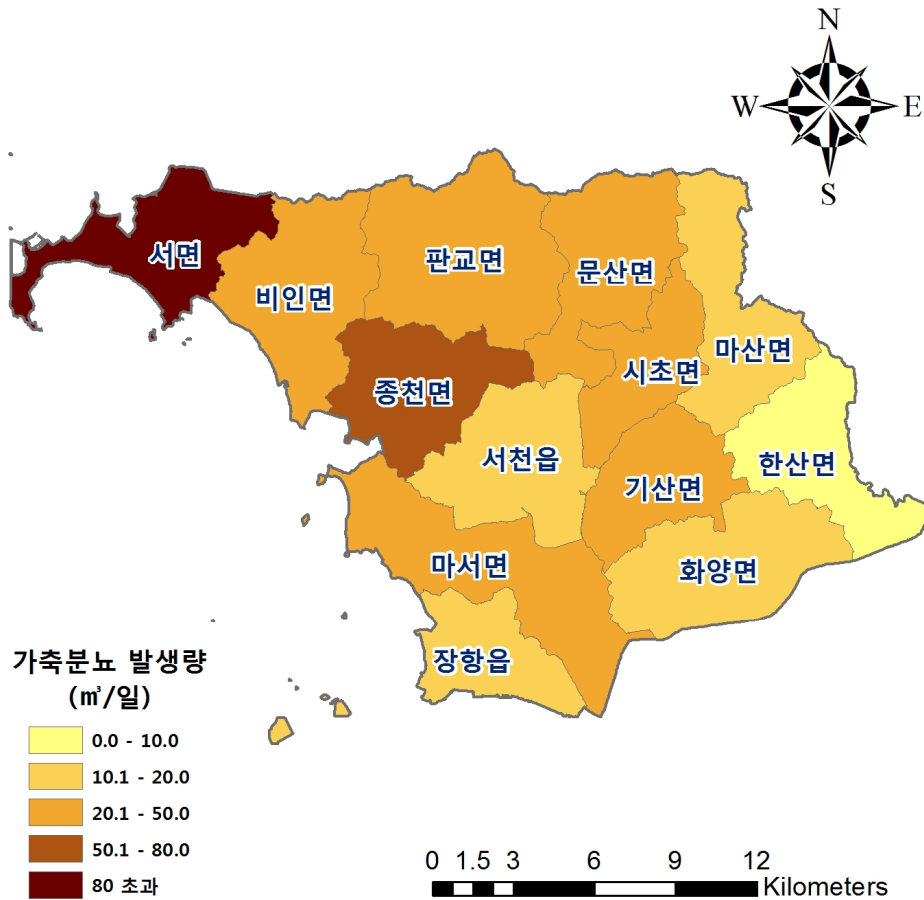 N
W
E
S
서면
비인면
판교면
문산면
마산면
시초면
종천면
서천읍
기산면
한산면
마서면
화양면
장항읍
가축분뇨 발생량
(㎥/일)
0.0 - 10.0
10.1 - 20.0
20.1 - 50.0
50.1 - 80.0
80 초과
0 1.5 3 6 9 12
Kilometers